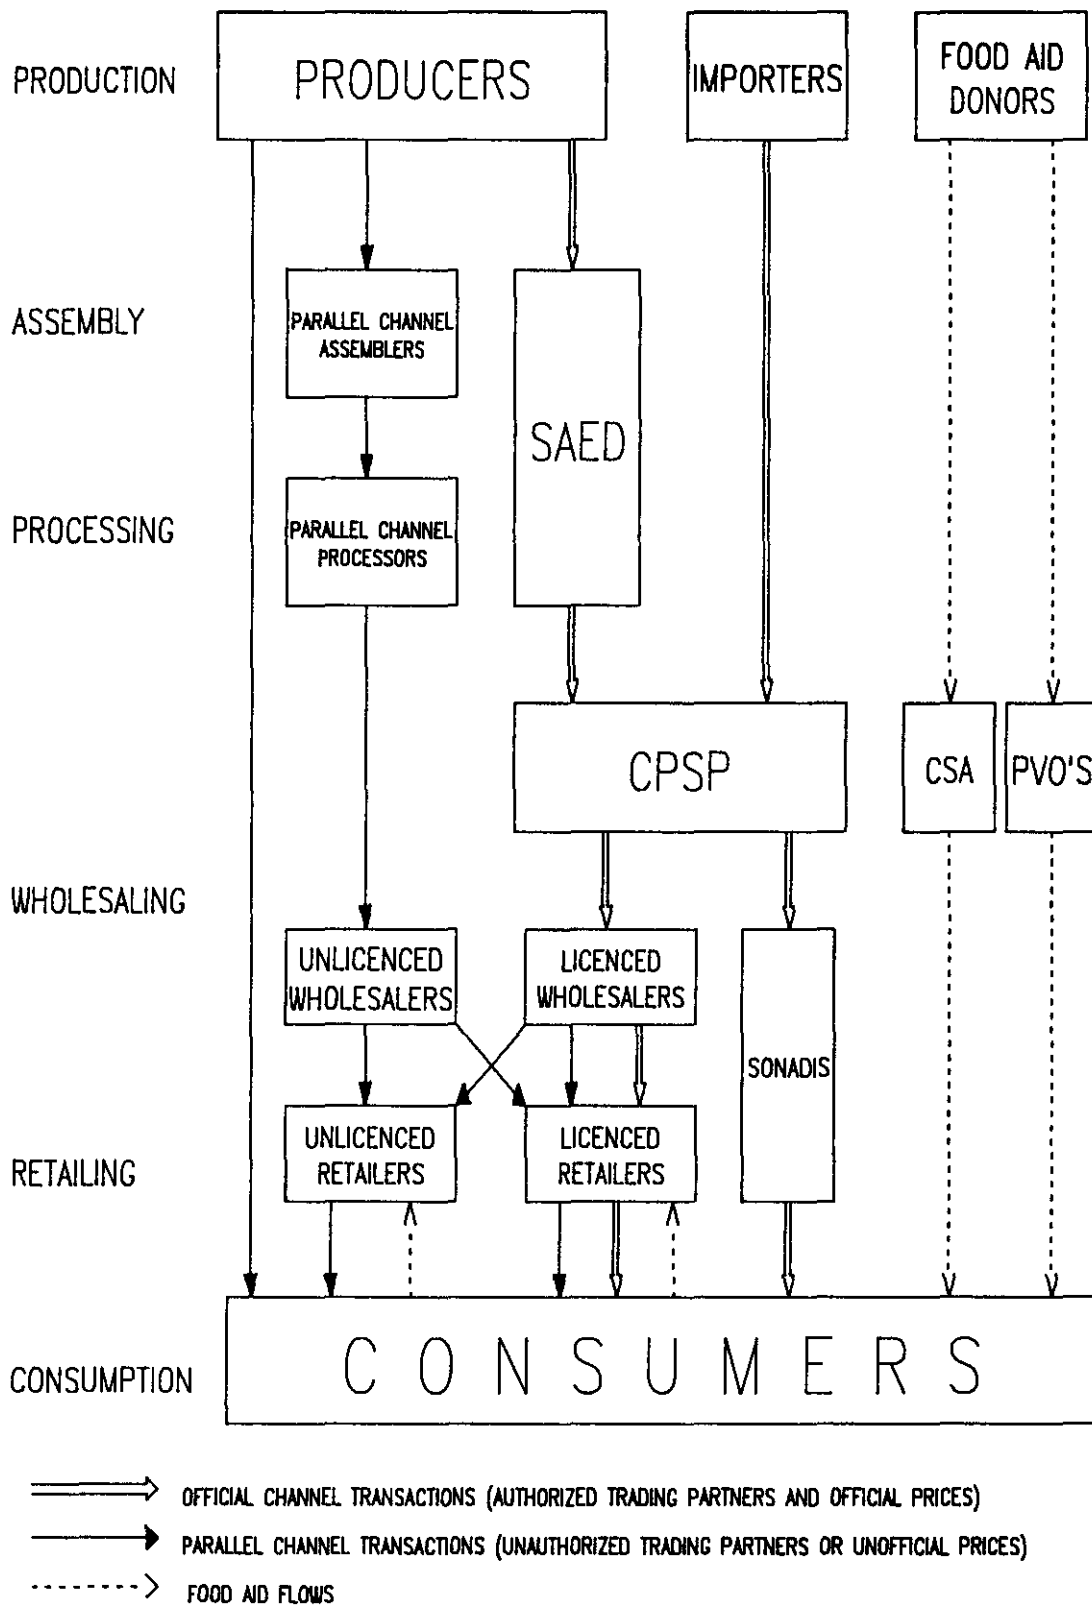 PRODUCTION
PRODUCERS
IMPORTERS
FOOD AID
DONORS
ASSEMBLY
PARALLEL CHANNEL
ASSEMBLERS
SAED
PROCESSING
PARALLEL CHANNEL
PROCESSORS
CPSP
CSA
PVO'S
WHOLESALING
UNLICENCED
WHOLESALERS
LICENCED
WHOLESALERS
SONADIS
RETAILING
UNLICENCED
RETAILERS
LICENCED
RETAILERS
CONSUMPTION
CONSUMERS
OFFICIAL CHANNEL TRANSACTIONS (AUTHORIZED TRADING PARTNERS AND OFFICIAL PRICES)
PARALLEL CHANNEL TRANSACTIONS (UNAUTHORIZED TRADING PARTNERS OR UNOFFICIAL PRICES)
FOOD AID FLOWS